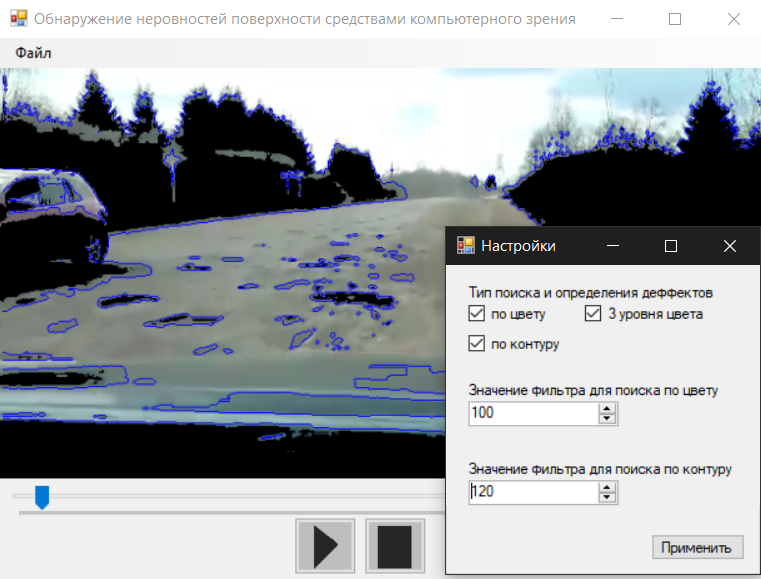 Обнаружение неровностей поверхности средствами компьютерного зрения
Файл
Настройки
Тип поиска и определения деффектов
по цвету
3 уровня цвета
по контуру
Значение фильтра для поиска по цвету
100
Значение фильтра для поиска по контуру
120
Применить